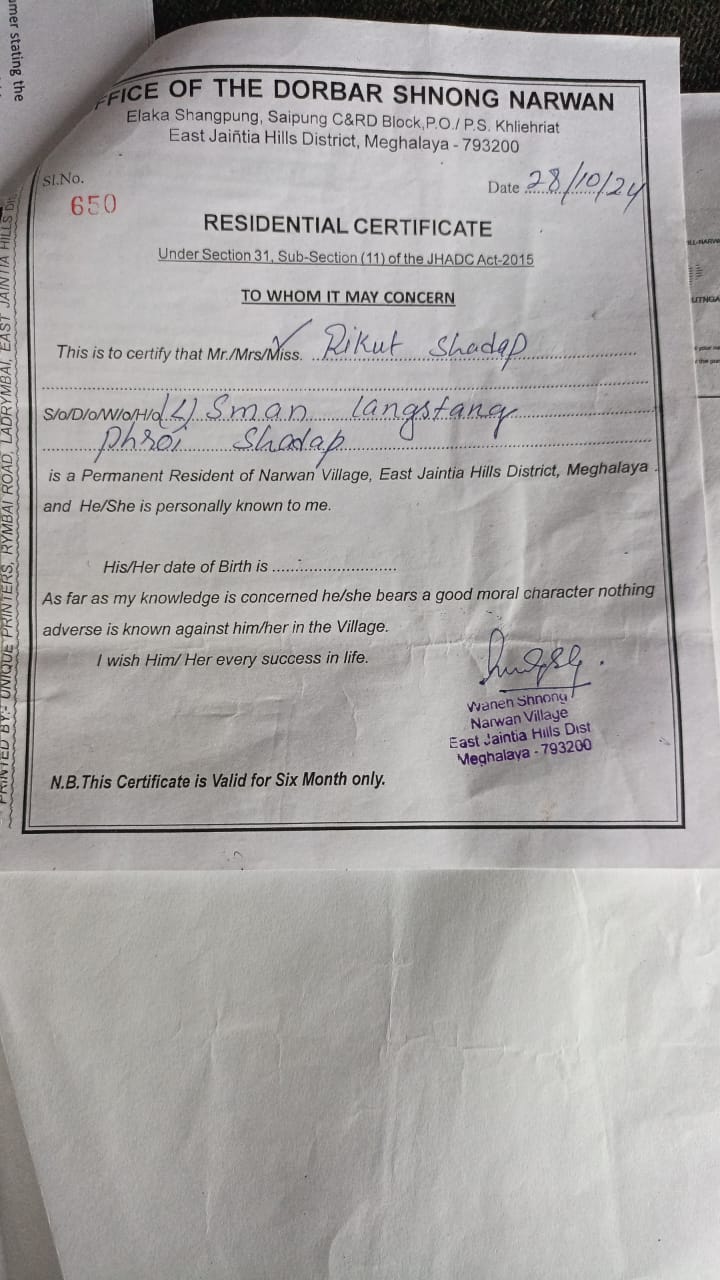 FFICE OF THE DORBAR SHNONG NARWAN
Elaka Shangpung, Saipung C&RD Block,P.O./ P.S. Khliehriat
East Jaiñtia Hills District, Meghalaya - 793200
Sl.No.
650
Date 28/10/24
RESIDENTIAL CERTIFICATE
Under Section 31, Sub-Section (11) of the JHADC Act-2015
TO WHOM IT MAY CONCERN
This is to certify that Mr./Mrs/Miss. Rikut Shadap
S/o/D/o/W/o/H/o (L) Sman Langstang
Phroi Shadap
is a Permanent Resident of Narwan Village, East Jaintia Hills District, Meghalaya .
and He/She is personally known to me.
His/Her date of Birth is ............................
As far as my knowledge is concerned he/she bears a good moral character nothing
adverse is known against him/her in the Village.
I wish Him/ Her every success in life.
Wahen Shnong
Narwan Village
East Jaintia Hills Dist
Meghalaya - 793200
N.B.This Certificate is Valid for Six Month only.
PRINTED BY:- UNIQUE PRINTERS, RYMBAI ROAD, LADRYMBAI, EAST JAINTIA HILLS DI
mer stating the